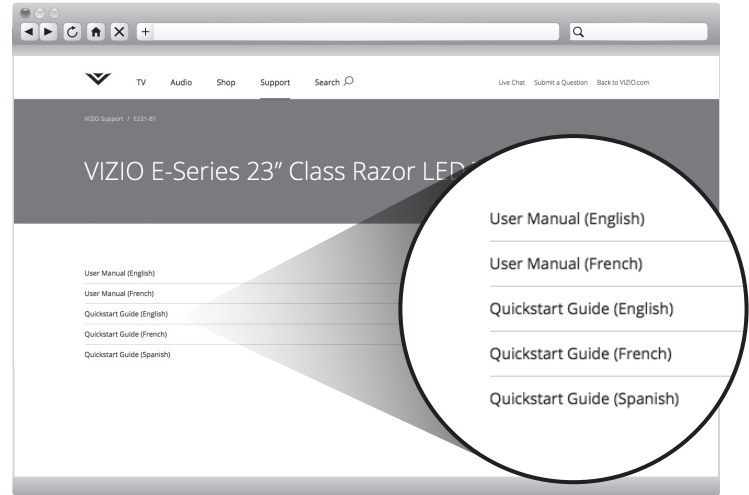 TV Audio Shop Support Search Live Chat Submit a Question Back to VIZIO.com
VIZIO Support / E231-B1
VIZIO E-Series 23” Class Razor LED
User Manual (English)
User Manual (French)
Quickstart Guide (English)
Quickstart Guide (French)
Quickstart Guide (Spanish)
User Manual (English)
User Manual (French)
Quickstart Guide (English)
Quickstart Guide (French)
Quickstart Guide (Spanish)